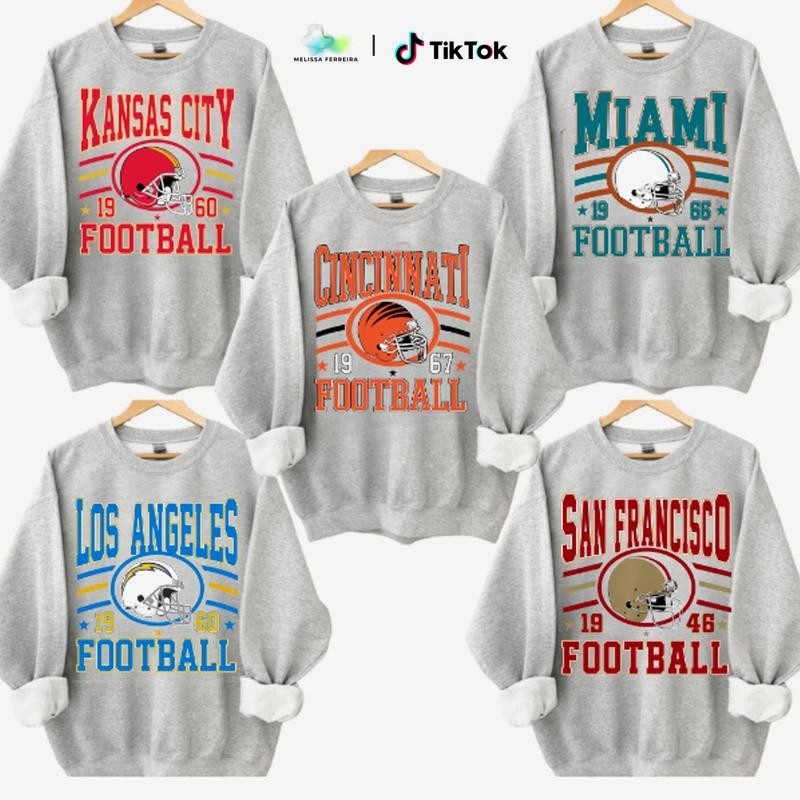 MELISSA FERREIRA
TikTok
KANSAS CITY
19 60
FOOTBALL
MIAMI
19 66
FOOTBALL
CINCINNATI
19 67
FOOTBALL
LOS ANGELES
19 60
FOOTBALL
SAN FRANCISCO
19 46
FOOTBALL